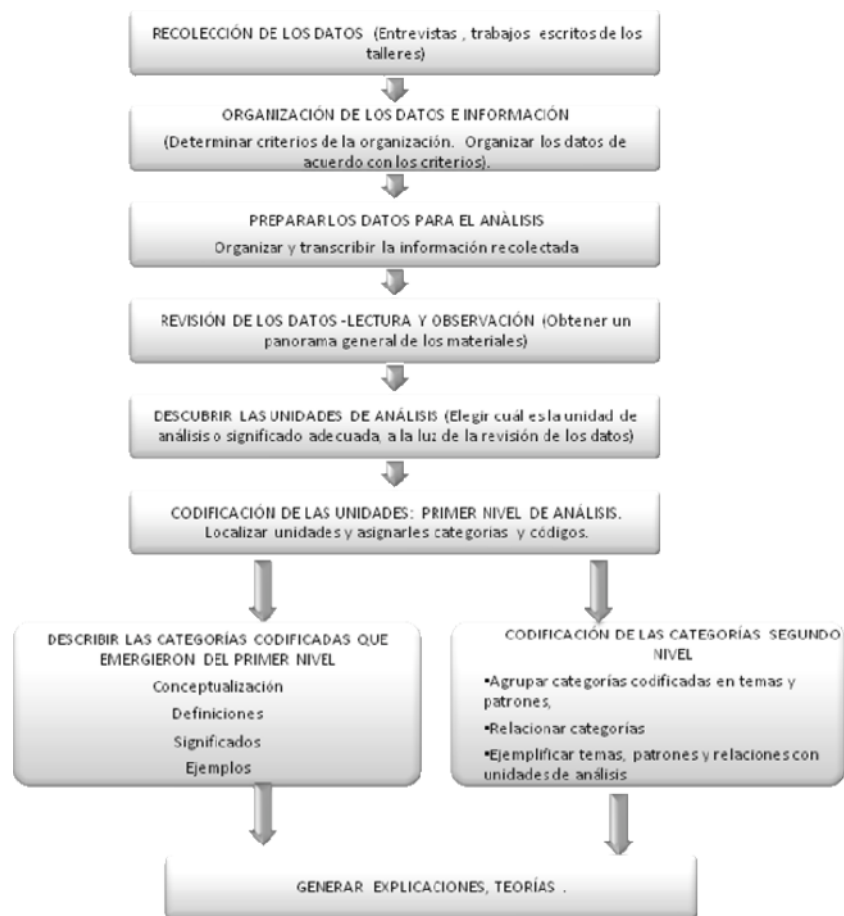 RECOLECCIÓN DE LOS DATOS (Entrevistas , trabajos escritos de los
talleres)
ORGANIZACIÓN DE LOS DATOS E INFORMACIÓN
(Determinar criterios de la organización. Organizar los datos de
acuerdo con los criterios).
PREPARAR LOS DATOS PARA EL ANÀLISIS
Organizar y transcribir la información recolectada
REVISIÓN DE LOS DATOS -LECTURA Y OBSERVACIÓN (Obtener un
panorama general de los materiales)
DESCUBRIR LAS UNIDADES DE ANÁLISIS (Elegir cuál es la unidad de
análisis o significado adecuada, a la luz de la revisión de los datos)
CODIFICACIÓN DE LAS UNIDADES: PRIMER NIVEL DE ANÁLISIS.
Localizar unidades y asignarles categorias y códigos.
DESCRIBIR LAS CATEGORÍAS CODIFICADAS QUE
EMERGIERON DEL PRIMER NIVEL
Conceptualización
Definiciones
Significados
Ejemplos
CODIFICACIÓN DE LAS CATEGORÍAS SEGUNDO
NIVEL
▪Agrupar categorías codificadas en temas y
patrones,
▪Relacionar categorías
▪Ejemplificar temas, patrones y relaciones con
unidades de análisis
GENERAR EXPLICACIONES, TEORÍAS .